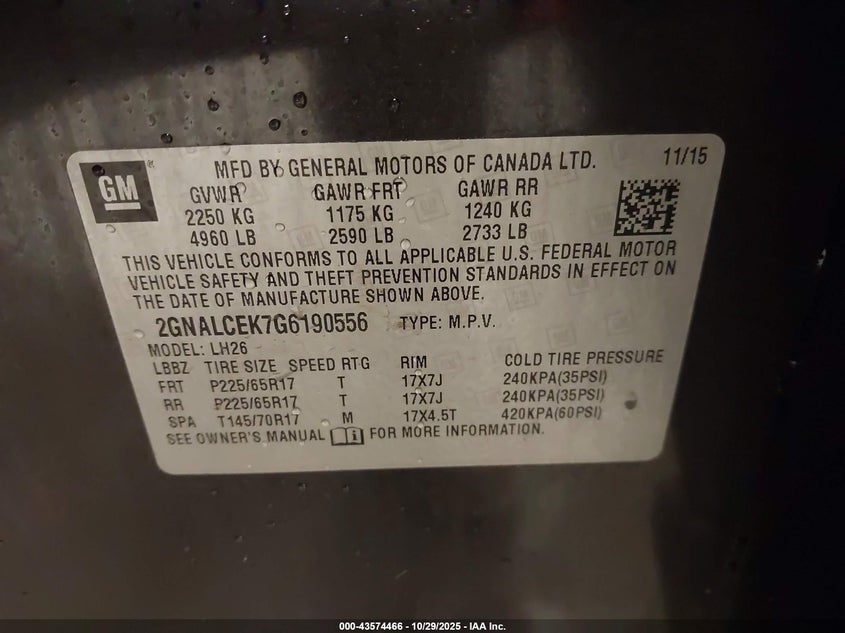 GM
MFD BY GENERAL MOTORS OF CANADA LTD. 11/15
GVWR GAWR FRT GAWR RR
2250 KG 1175 KG 1240 KG
4960 LB 2590 LB 2733 LB
THIS VEHICLE CONFORMS TO ALL APPLICABLE U.S. FEDERAL MOTOR
VEHICLE SAFETY AND THEFT PREVENTION STANDARDS IN EFFECT ON
THE DATE OF MANUFACTURE SHOWN ABOVE.
2GNALCEK7G6190556 TYPE: M.P.V.
MODEL: LH26
LBBZ TIRE SIZE SPEED RTG RIM COLD TIRE PRESSURE
FRT P225/65R17 T 17X7J 240KPA(35PSI)
RR P225/65R17 T 17X7J 240KPA(35PSI)
SPA T145/70R17 M 17X4.5T 420KPA(60PSI)
SEE OWNER'S MANUAL FOR MORE INFORMATION.
000-43574466 - 10/29/2025 - IAA Inc.